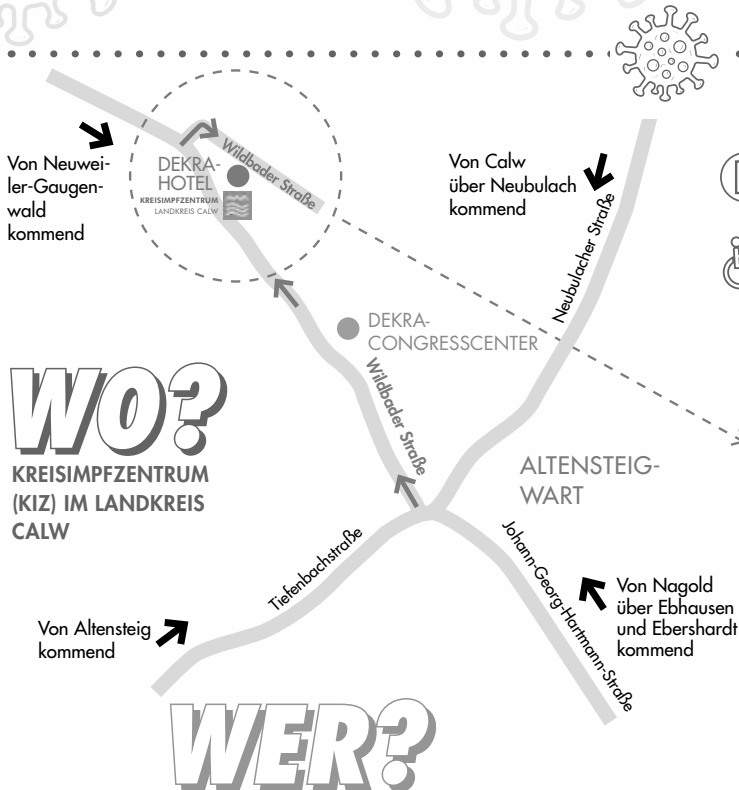 Von Neuwei-
ler-Gaugen-
wald
kommend
DEKRA-
HOTEL
KREISIMPFZENTRUM
LANDKREIS CALW
Wildbader Straße
Von Calw
über Neubulach
kommend
Neubulacher Straße
DEKRA-
CONGRESSCENTER
Wildbader Straße
WO?
KREISIMPFZENTRUM
(KIZ) IM LANDKREIS
CALW
ALTENSTEIG-
WART
Tiefenbachstraße
Johann-Georg-Hartmann-Straße
Von Altensteig
kommend
Von Nagold
über Ebhausen
und Ebershardt
kommend
WER?